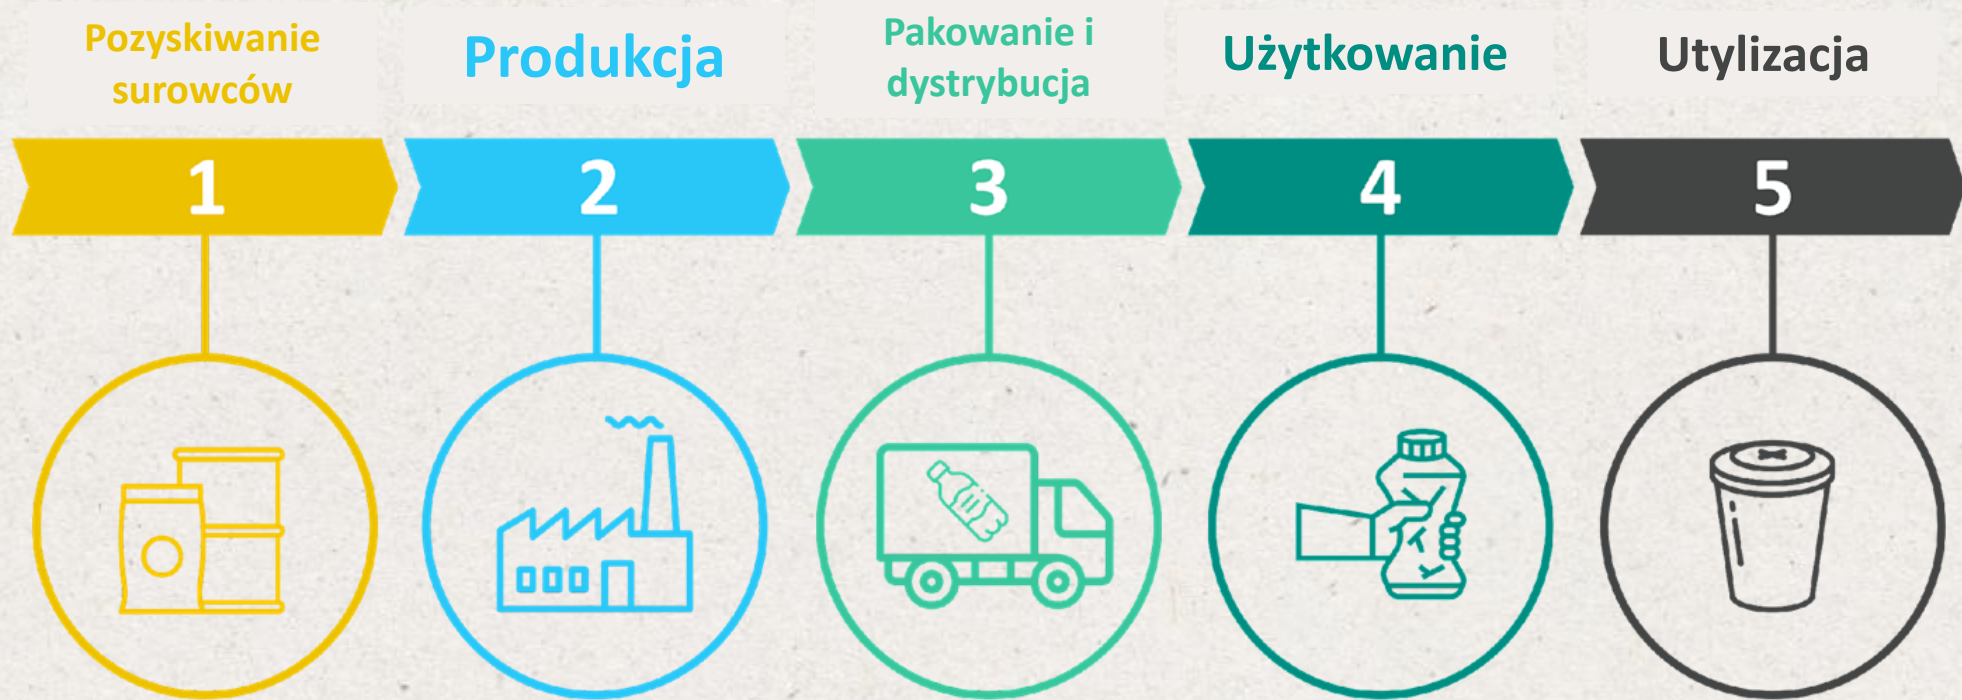 Pozyskiwanie
surowców
Produkcja
Pakowanie i
dystrybucja
Użytkowanie
Utylizacja
1
2
3
4
5